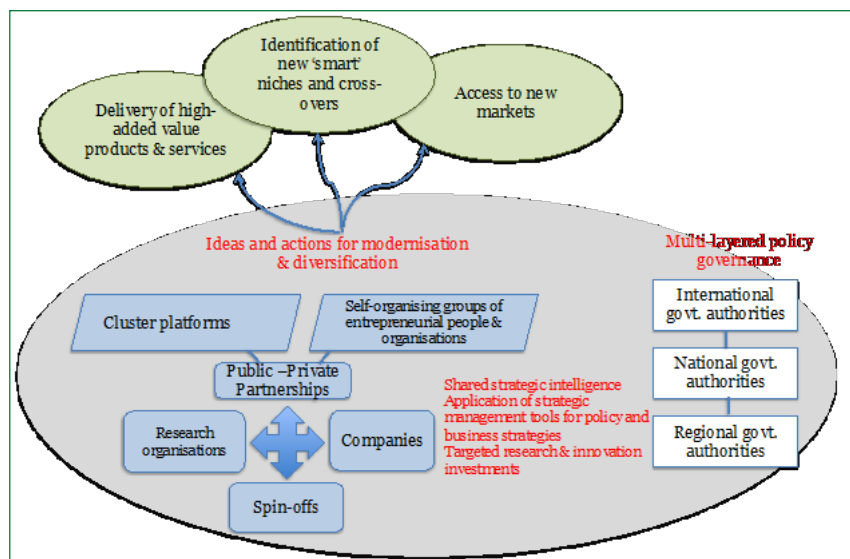 Identification of
new ‘smart’
niches and cross-
overs
Delivery of high-
added value
products & services
Access to new
markets
Ideas and actions for modernisation
& diversification
Multi-layered policy
governance
Cluster platforms
Self-organising groups of
entrepreneurial people &
organisations
Public –Private
Partnerships
Research
organisations
Companies
Spin-offs
Shared strategic intelligence
Application of strategic
management tools for policy and
business strategies
Targeted research & innovation
investments
International
govt. authorities
National govt.
authorities
Regional govt.
authorities